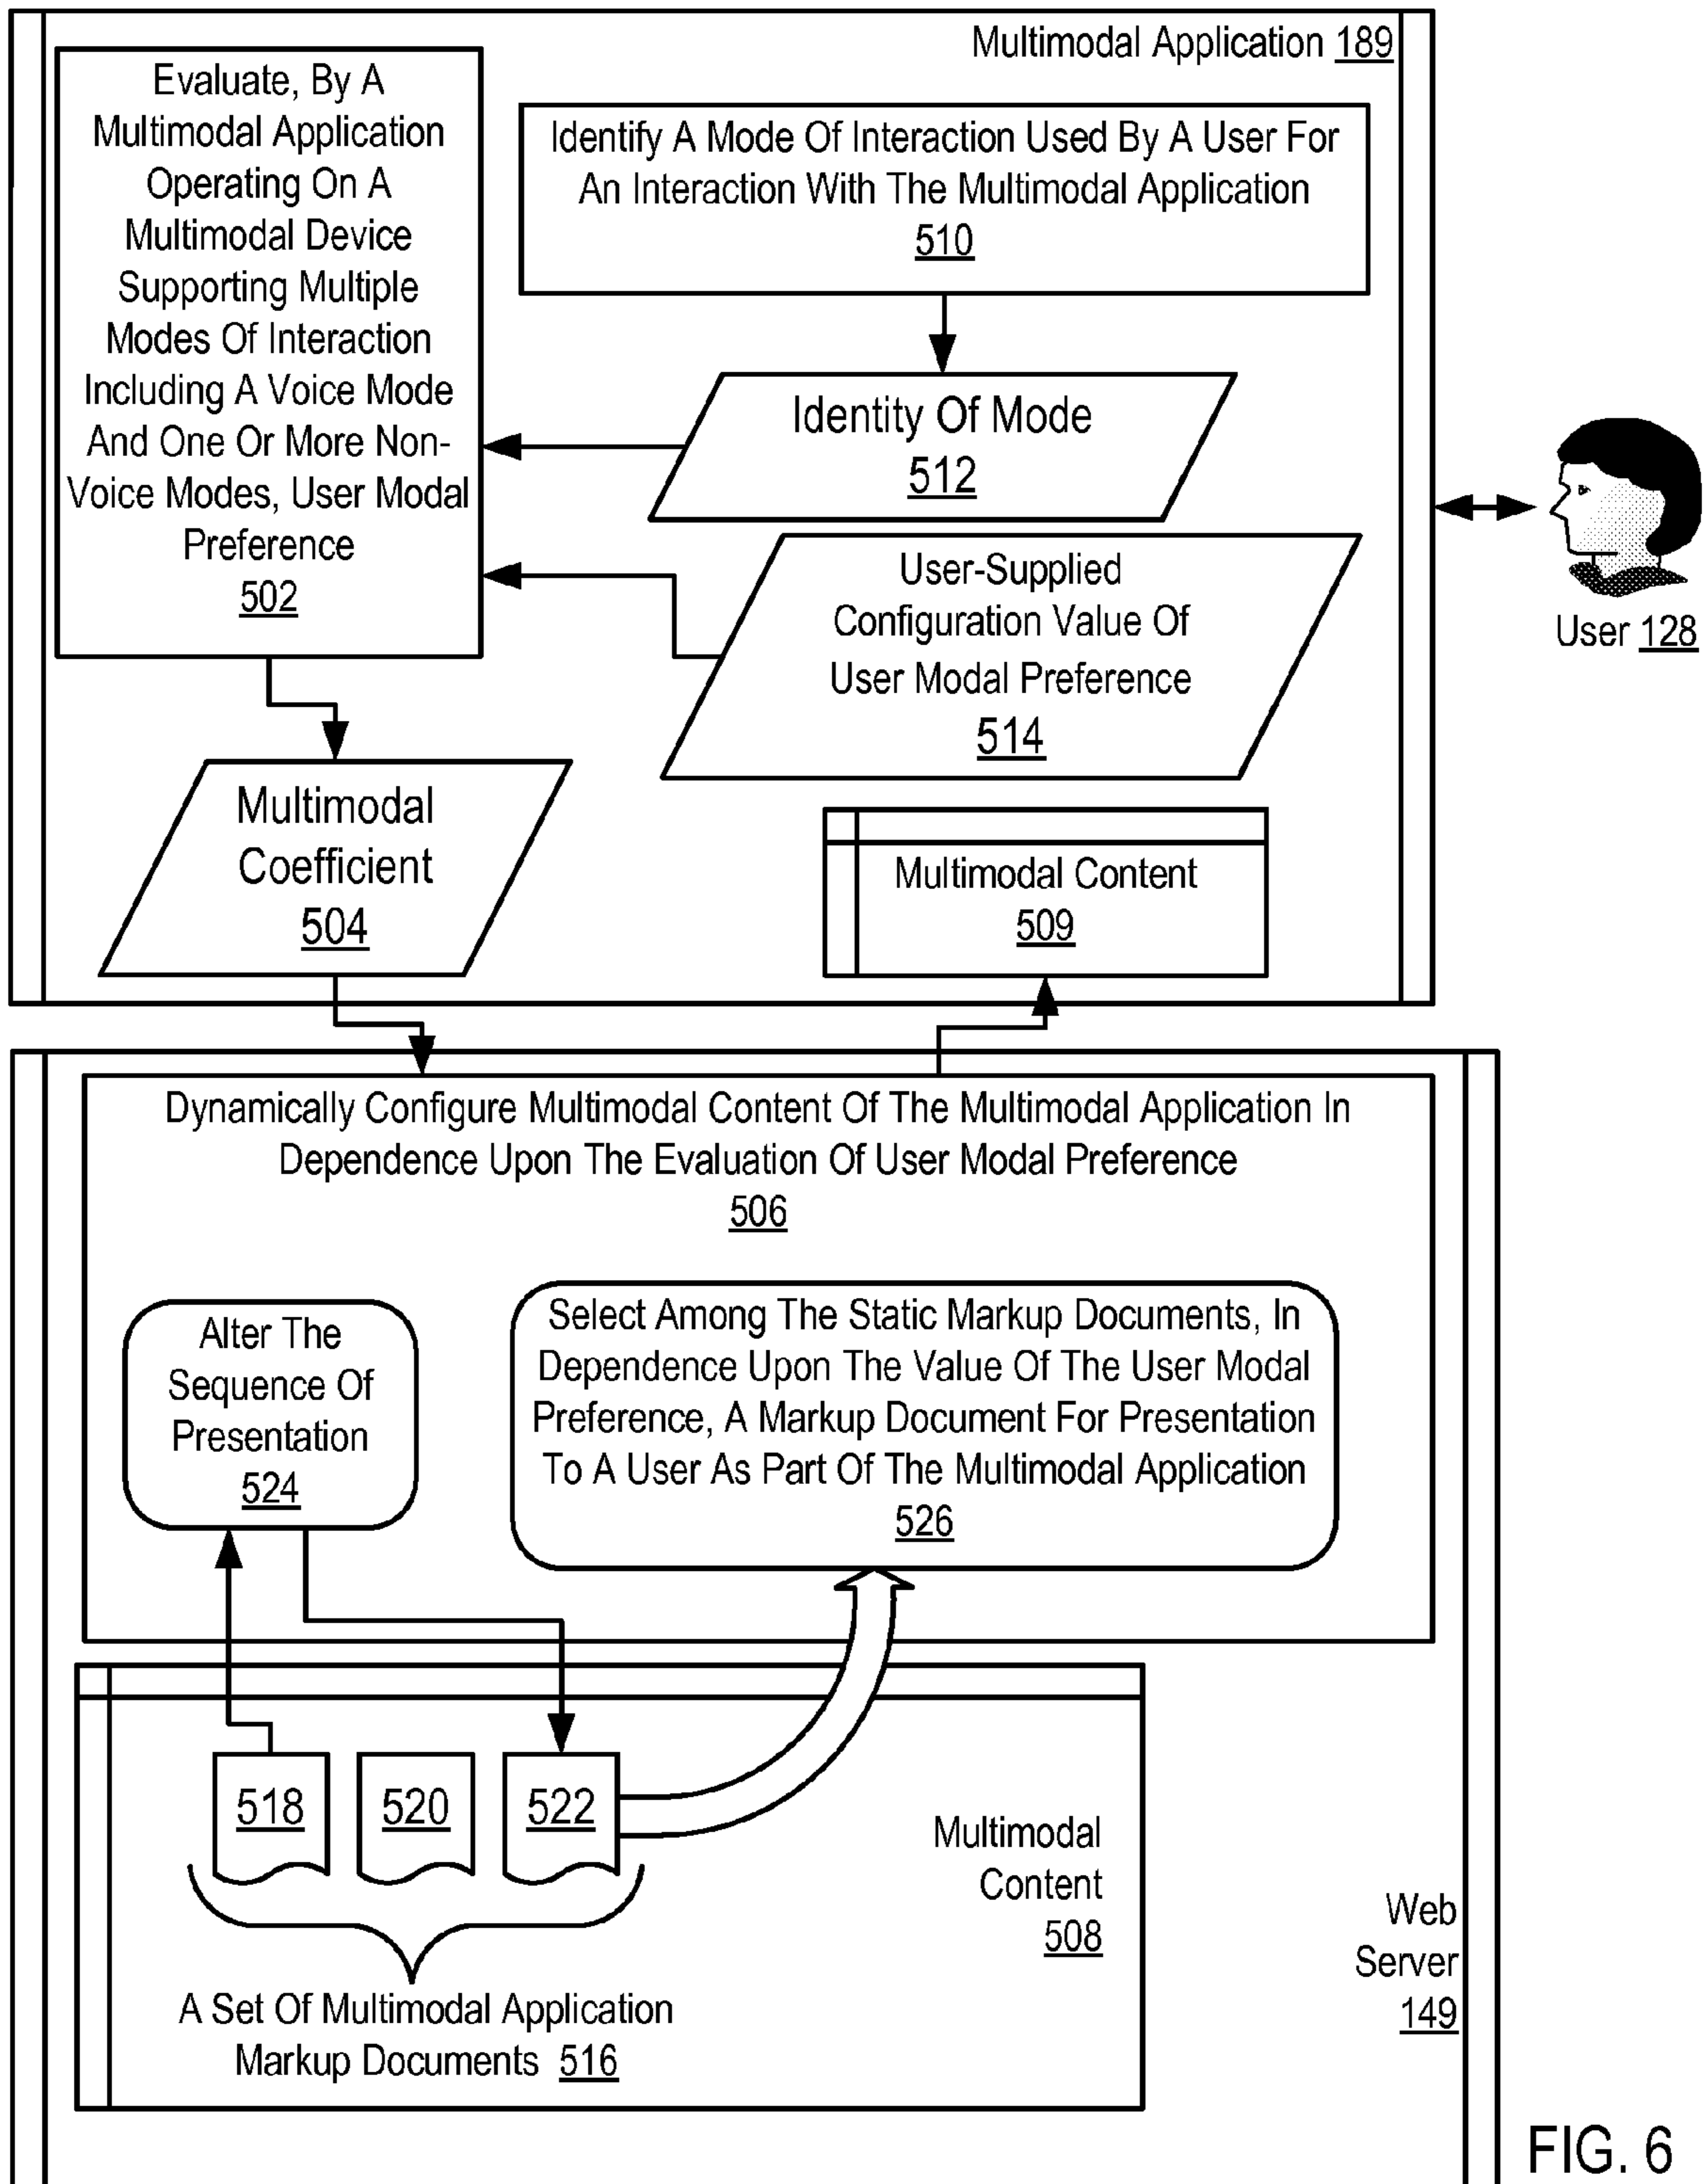 Multimodal Application 189
Evaluate, By A
Multimodal Application
Operating On A
Multimodal Device
Supporting Multiple
Modes Of Interaction
Including A Voice Mode
And One Or More Non-
Voice Modes, User Modal
Preference
502
Identify A Mode Of Interaction Used By A User For
An Interaction With The Multimodal Application
510
Identity Of Mode
512
User-Supplied
Configuration Value Of
User Modal Preference
514
User 128
Multimodal
Coefficient
504
Multimodal Content
509
Dynamically Configure Multimodal Content Of The Multimodal Application In
Dependence Upon The Evaluation Of User Modal Preference
506
Alter The
Sequence Of
Presentation
524
Select Among The Static Markup Documents, In
Dependence Upon The Value Of The User Modal
Preference, A Markup Document For Presentation
To A User As Part Of The Multimodal Application
526
518
520
522
Multimodal
Content
508
A Set Of Multimodal Application
Markup Documents 516
Web
Server
149
FIG. 6